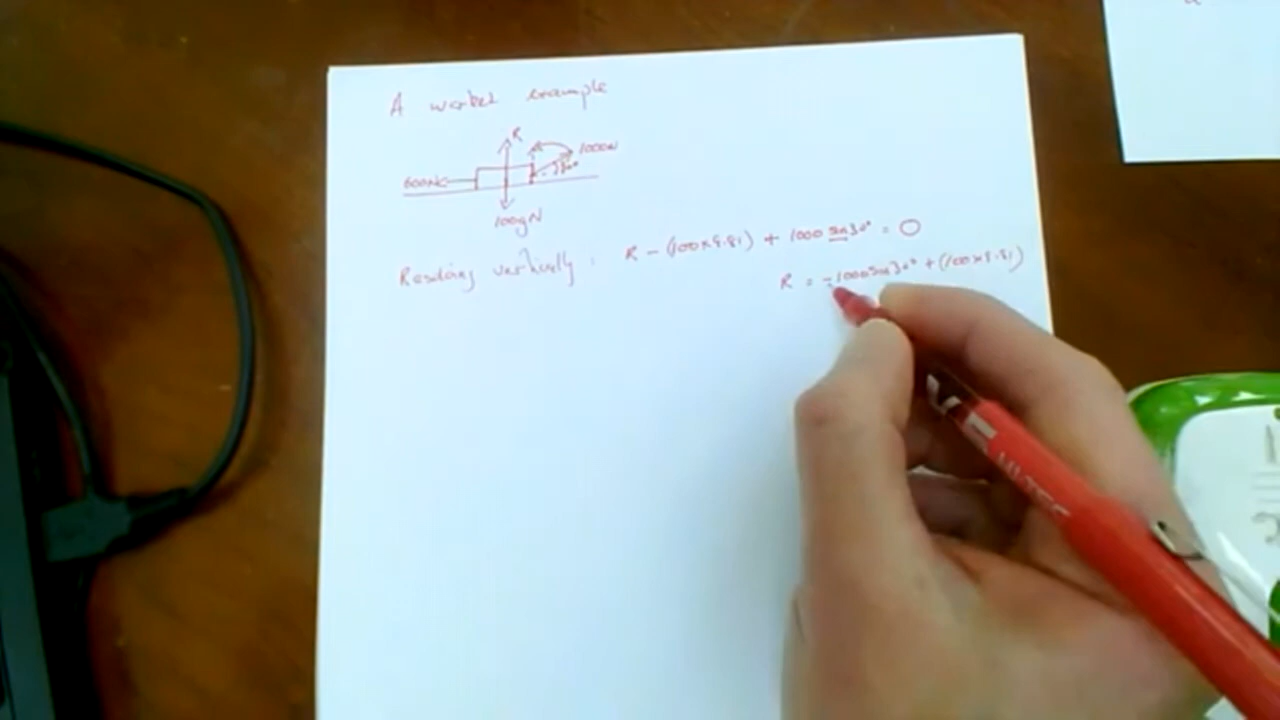 A worked example
R
1000N
30°
600N
100gN
Resolving vertically : R - (100×9.81) + 1000 sin30° = 0
R = -1000sin30° + (100×9.81)